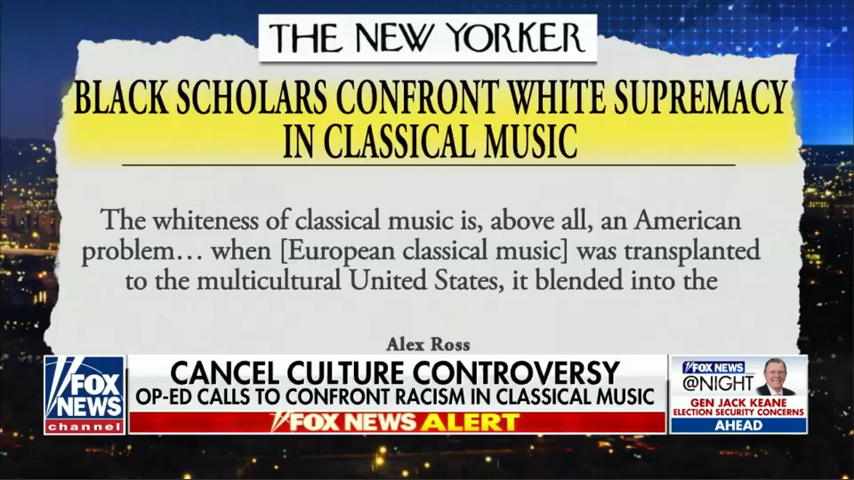 THE NEW YORKER
BLACK SCHOLARS CONFRONT WHITE SUPREMACY
IN CLASSICAL MUSIC
The whiteness of classical music is, above all, an American
problem... when [European classical music] was transplanted
to the multicultural United States, it blended into the
Alex Ross
FOX
NEWS
channel
CANCEL CULTURE CONTROVERSY
OP-ED CALLS TO CONFRONT RACISM IN CLASSICAL MUSIC
FOX NEWS ALERT
FOX NEWS
@NIGHT
GEN JACK KEANE
ELECTION SECURITY CONCERNS
AHEAD